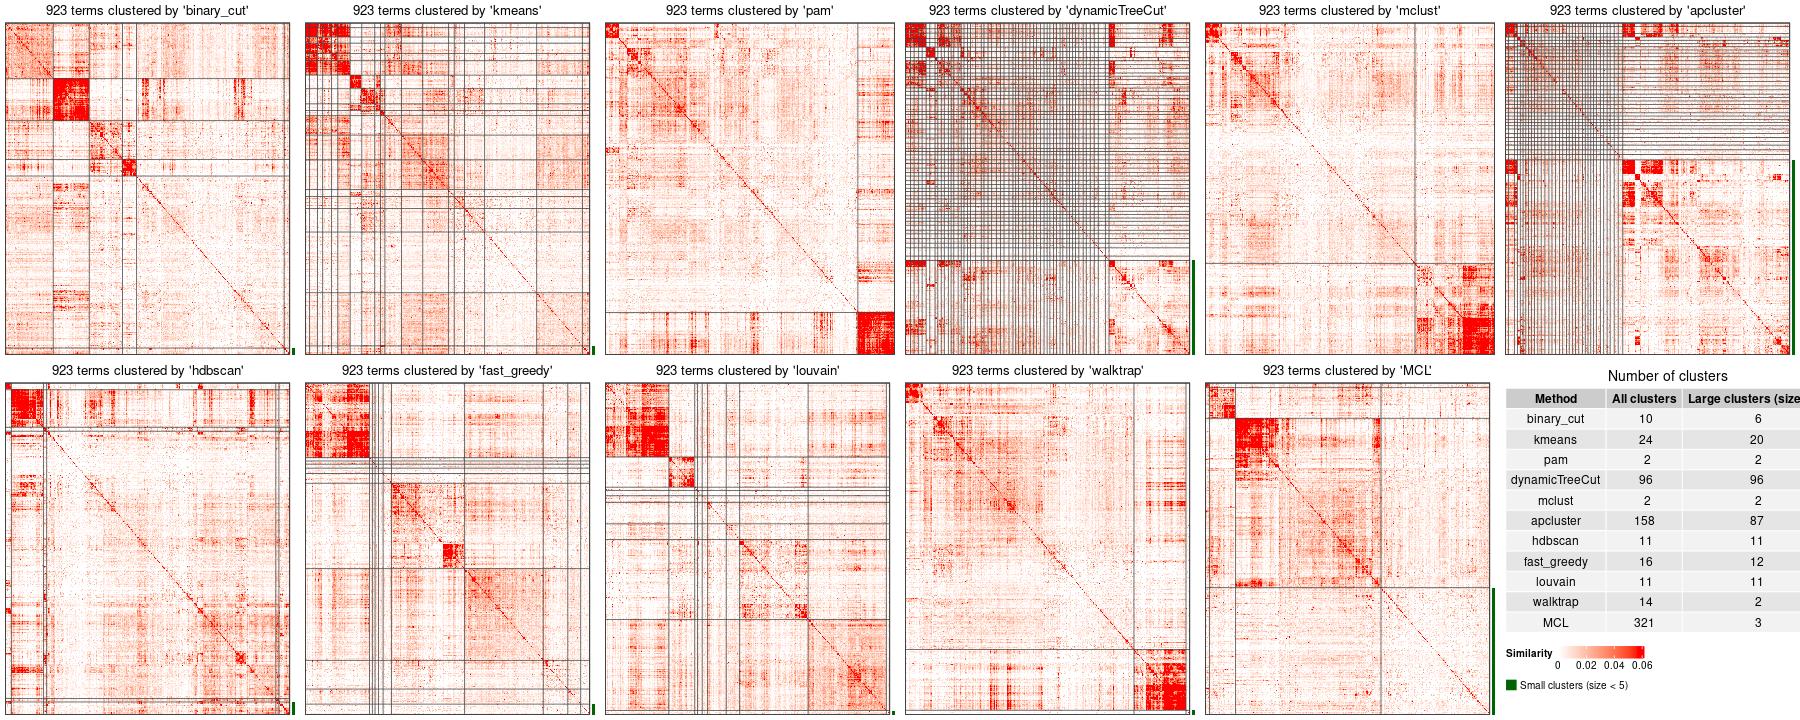 923 terms clustered by 'binary_cut'
923 terms clustered by 'kmeans'
923 terms clustered by 'pam'
923 terms clustered by 'dynamicTreeCut'
923 terms clustered by 'mclust'
923 terms clustered by 'apcluster'
923 terms clustered by 'hdbscan'
923 terms clustered by 'fast_greedy'
923 terms clustered by 'louvain'
923 terms clustered by 'walktrap'
923 terms clustered by 'MCL'
Number of clusters
Method All clusters Large clusters (size
binary_cut 10 6
kmeans 24 20
pam 2 2
dynamicTreeCut 96 96
mclust 2 2
apcluster 158 87
hdbscan 11 11
fast_greedy 16 12
louvain 11 11
walktrap 14 2
MCL 321 3
Similarity
0 0.02 0.04 0.06
Small clusters (size < 5)